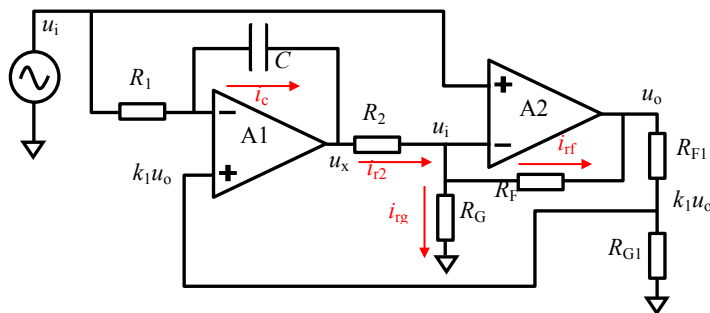 u_i
R_1
C
i_c
A1
R_2
u_x
i_r2
k_1u_o
u_i
A2
u_o
i_rf
R_F
i_rg
R_G
R_F1
k_1u_o
R_G1